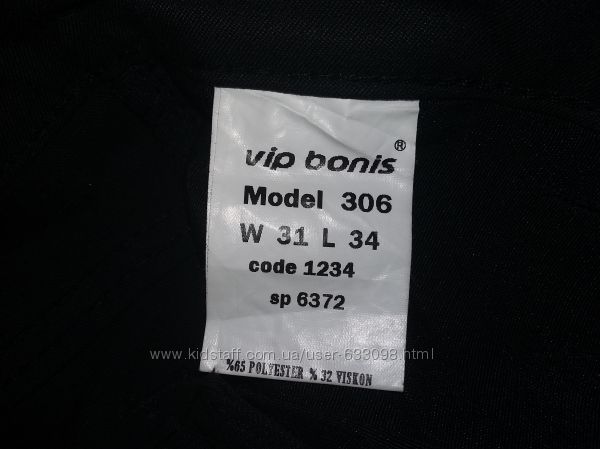 vip bonis ®
Model 306
W 31 L 34
code 1234
sp 6372
www.kidstaff.com.ua/user-633098.html
%65 POLYESTER % 32 VISKON